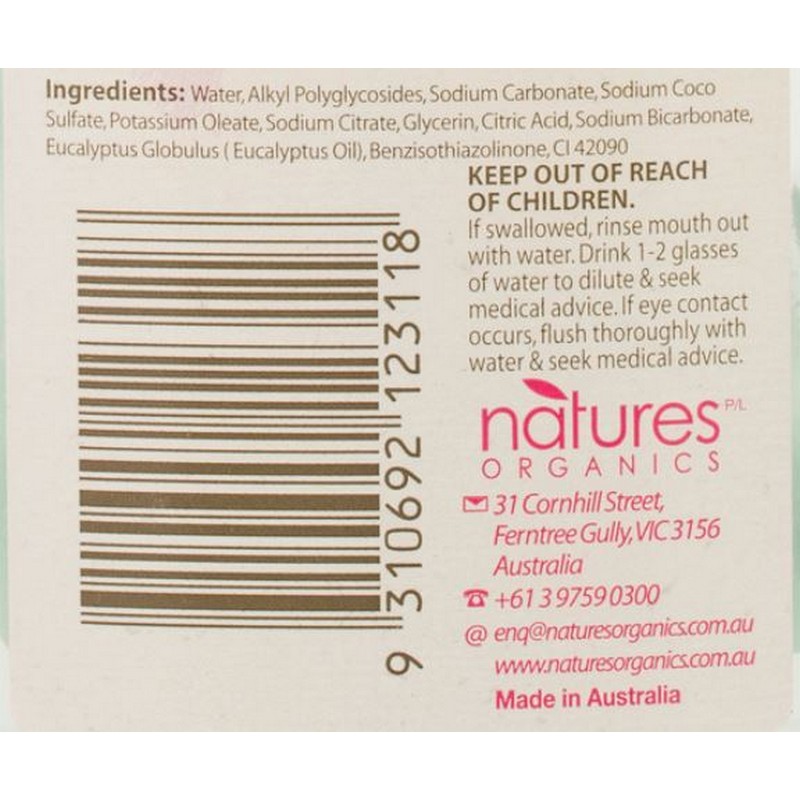 Ingredients: Water, Alkyl Polyglycosides, Sodium Carbonate, Sodium Coco
Sulfate, Potassium Oleate, Sodium Citrate, Glycerin, Citric Acid, Sodium Bicarbonate,
Eucalyptus Globulus ( Eucalyptus Oil), Benzisothiazolinone, CI 42090
KEEP OUT OF REACH
OF CHILDREN.
If swallowed, rinse mouth out
with water. Drink 1-2 glasses
of water to dilute & seek
medical advice. If eye contact
occurs, flush thoroughly with
water & seek medical advice.
9 310692 123118
natures P/L
ORGANICS
31 Cornhill Street,
Ferntree Gully, VIC 3156
Australia
+61 3 9759 0300
@ enq@naturesorganics.com.au
www.naturesorganics.com.au
Made in Australia